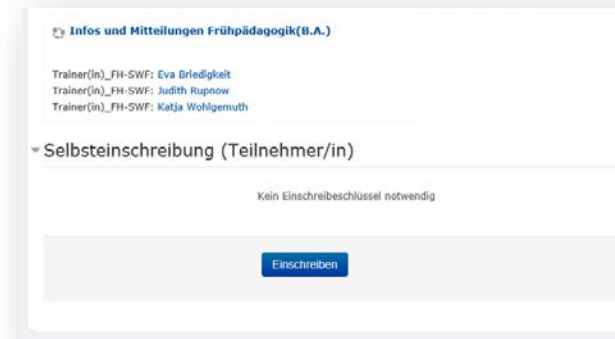 Infos und Mitteilungen Frühpädagogik(B.A.)
Trainer(in)_FH-SWF: Eva Briedigkeit
Trainer(in)_FH-SWF: Judith Rupnow
Trainer(in)_FH-SWF: Katja Wohlgemuth
Selbsteinschreibung (Teilnehmer/in)
Kein Einschreibeschlüssel notwendig
Einschreiben